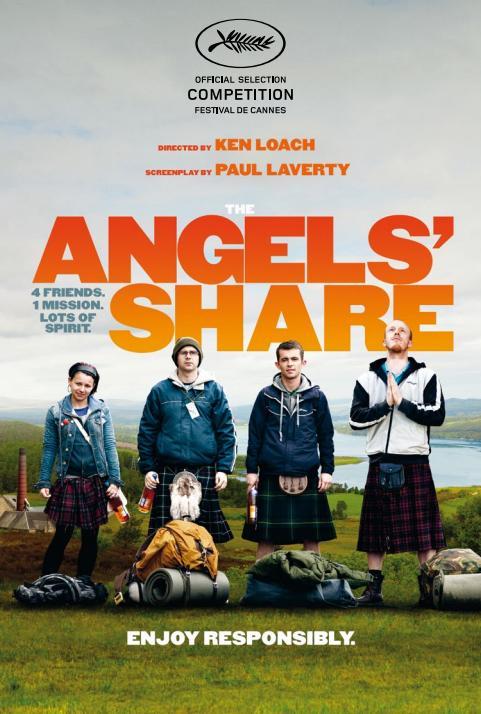 OFFICIAL SELECTION
COMPETITION
FESTIVAL DE CANNES
DIRECTED BY KEN LOACH
SCREENPLAY BY PAUL LAVERTY
THE
ANGELS'
SHARE
4 FRIENDS.
1 MISSION.
LOTS OF
SPIRIT.
ENJOY RESPONSIBLY.